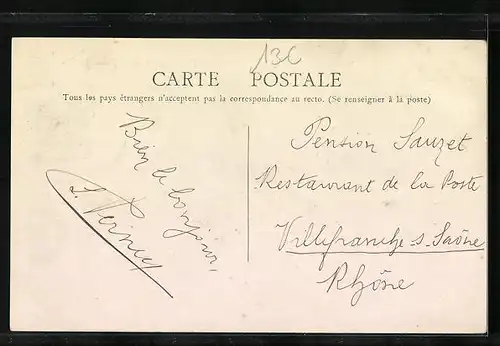 13C
CARTE POSTALE
Tous les pays étrangers n'acceptent pas la correspondance au recto. (Se renseigner à la poste)
Bien le bonjour,
Pension Sauzet
Restaurant de la Poste
Villefranche s. Saône
Rhône